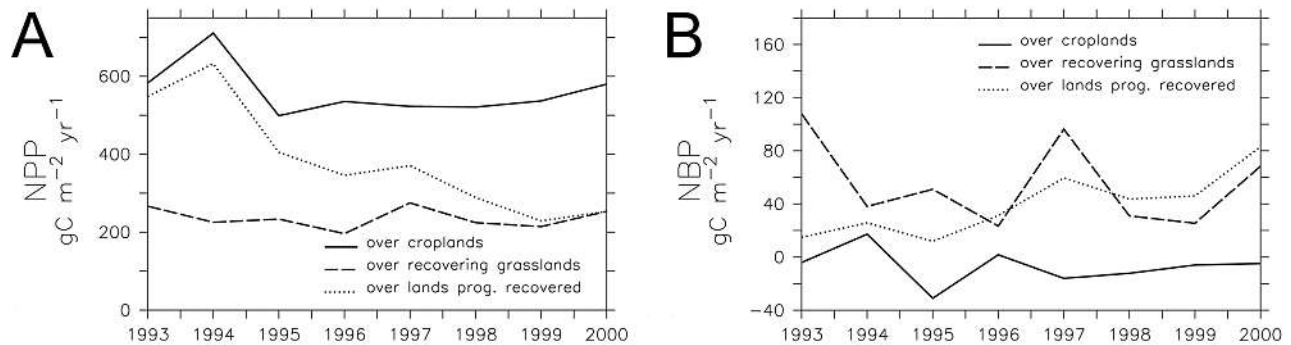 A
NPP
gC m−2 yr−1
600
400
200
0
over croplands
over recovering grasslands
over lands prog. recovered
1993 1994 1995 1996 1997 1998 1999 2000
B
NBP
gC m−2 yr−1
160
120
80
40
0
−40
over croplands
over recovering grasslands
over lands prog. recovered
1993 1994 1995 1996 1997 1998 1999 2000